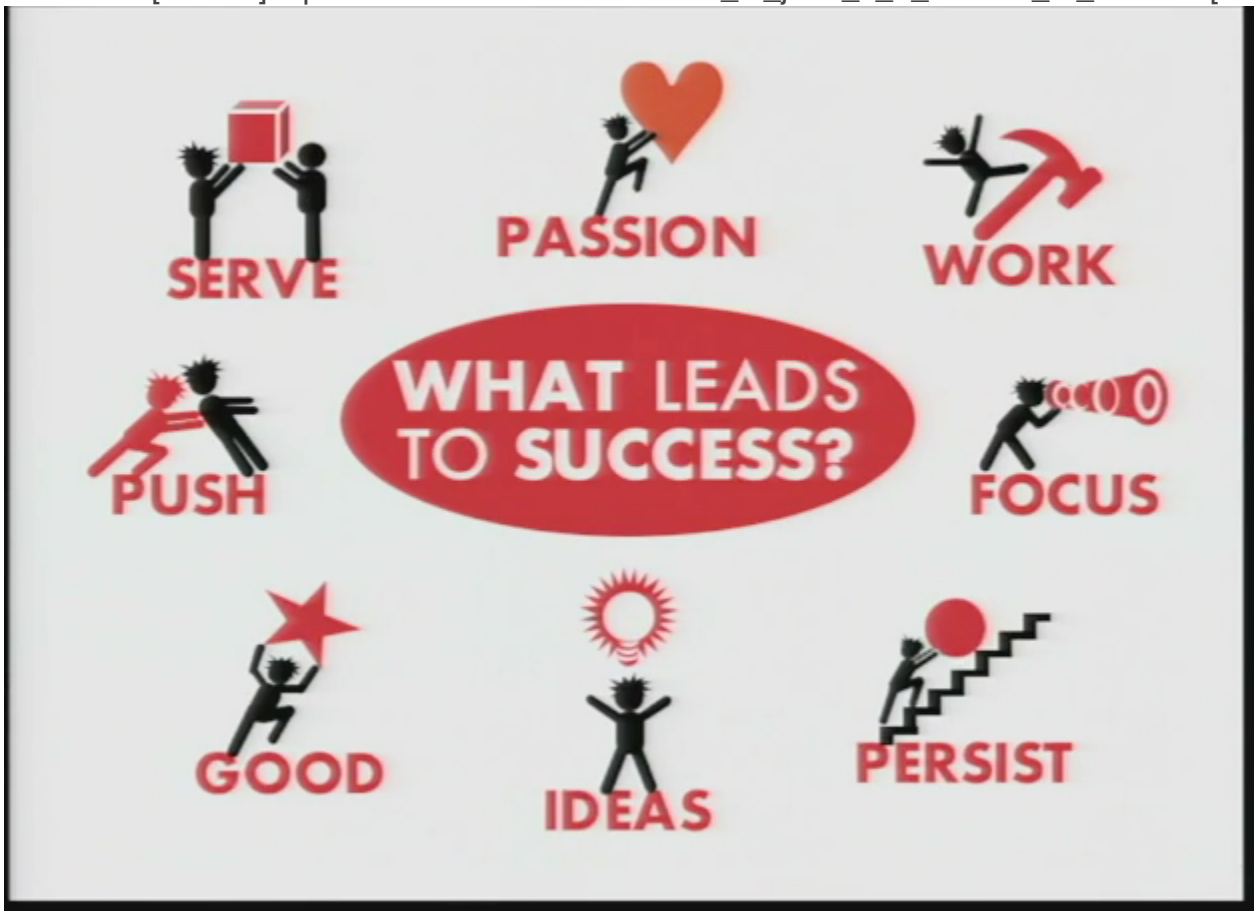 SERVE
PASSION
WORK
WHAT LEADS
TO SUCCESS?
PUSH
FOCUS
GOOD
IDEAS
PERSIST